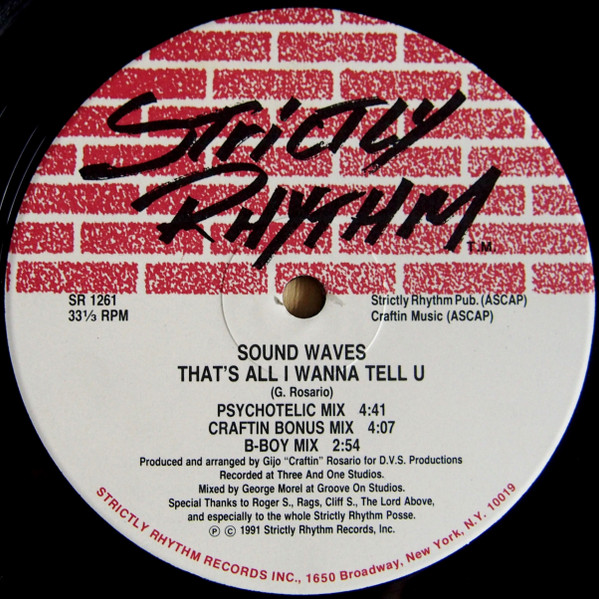 STRICTLY
RHYTHM
T.M.
SR 1261
33⅓ RPM
Strictly Rhythm Pub. (ASCAP)
Craftin Music (ASCAP)
SOUND WAVES
THAT'S ALL I WANNA TELL U
(G. Rosario)
PSYCHOTELIC MIX 4:41
CRAFTIN BONUS MIX 4:07
B-BOY MIX 2:54
Produced and arranged by Gijo "Craftin" Rosario for D.V.S. Productions
Recorded at Three And One Studios.
Mixed by George Morel at Groove On Studios.
Special Thanks to Roger S., Rags, Cliff S., The Lord Above,
and especially to the whole Strictly Rhythm Posse.
Ⓟ © 1991 Strictly Rhythm Records, Inc.
STRICTLY RHYTHM RECORDS INC., 1650 Broadway, New York, N.Y. 10019